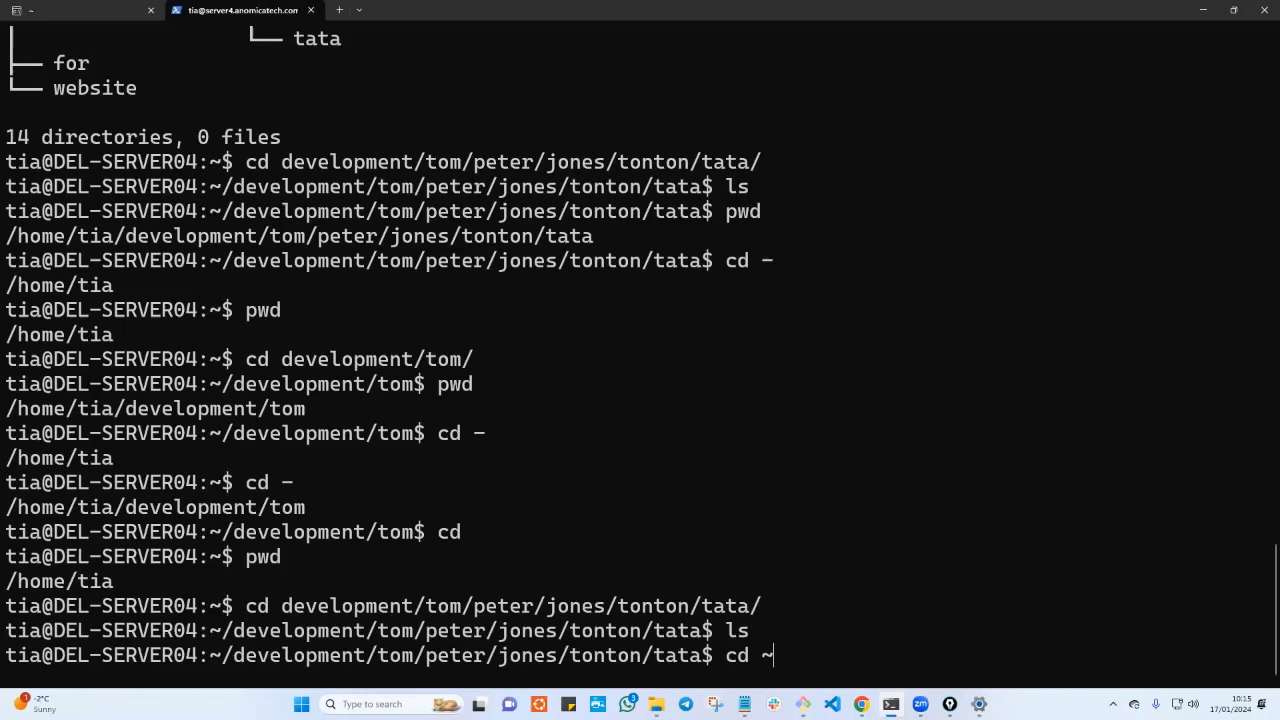 ~
tia@server4.anomicatech.com
└── tata
├── for
└── website
14 directories, 0 files
tia@DEL-SERVER04:~$ cd development/tom/peter/jones/tonton/tata/
tia@DEL-SERVER04:~/development/tom/peter/jones/tonton/tata$ ls
tia@DEL-SERVER04:~/development/tom/peter/jones/tonton/tata$ pwd
/home/tia/development/tom/peter/jones/tonton/tata
tia@DEL-SERVER04:~/development/tom/peter/jones/tonton/tata$ cd -
/home/tia
tia@DEL-SERVER04:~$ pwd
/home/tia
tia@DEL-SERVER04:~$ cd development/tom/
tia@DEL-SERVER04:~/development/tom$ pwd
/home/tia/development/tom
tia@DEL-SERVER04:~/development/tom$ cd -
/home/tia
tia@DEL-SERVER04:~$ cd -
/home/tia/development/tom
tia@DEL-SERVER04:~/development/tom$ cd
tia@DEL-SERVER04:~$ pwd
/home/tia
tia@DEL-SERVER04:~$ cd development/tom/peter/jones/tonton/tata/
tia@DEL-SERVER04:~/development/tom/peter/jones/tonton/tata$ ls
tia@DEL-SERVER04:~/development/tom/peter/jones/tonton/tata$ cd ~
1
-2°C
Sunny
Type to search
3
zm
10:15
17/01/2024